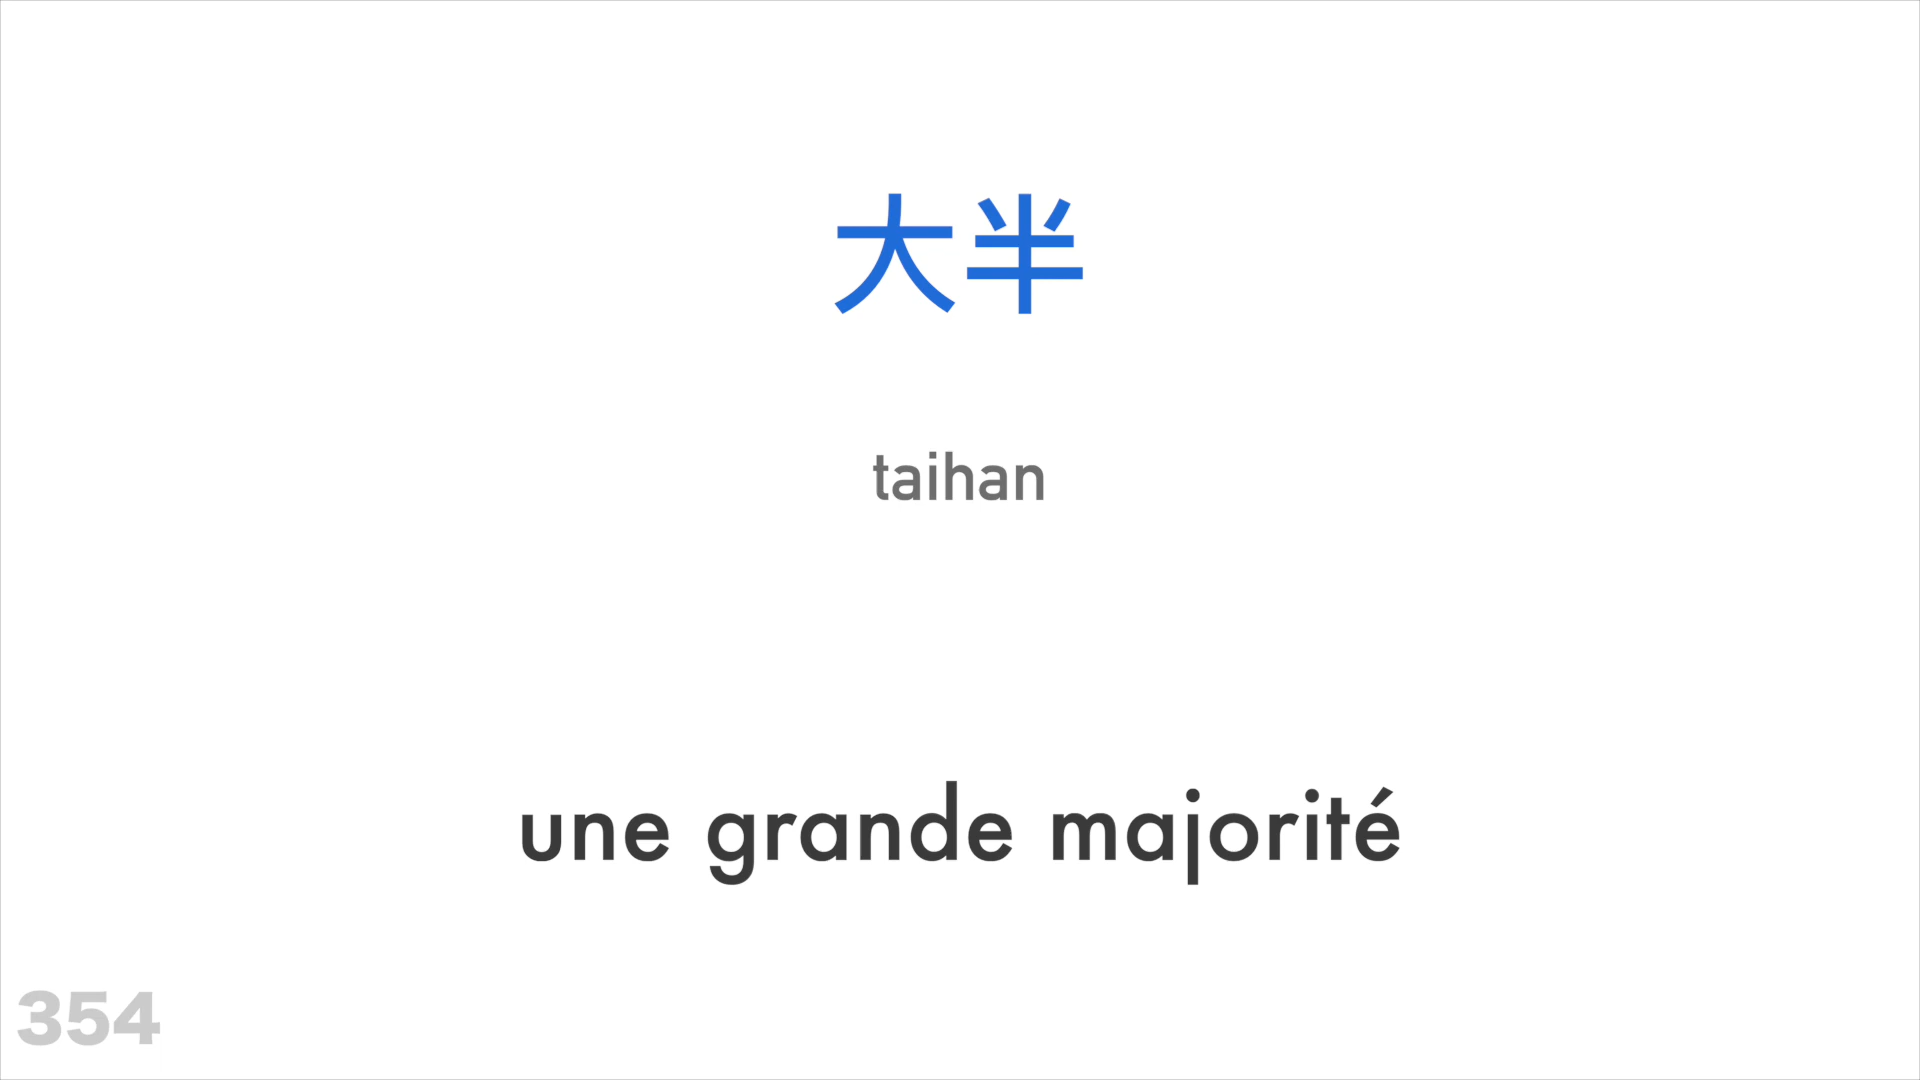 大半
taihan
une grande majorité
354